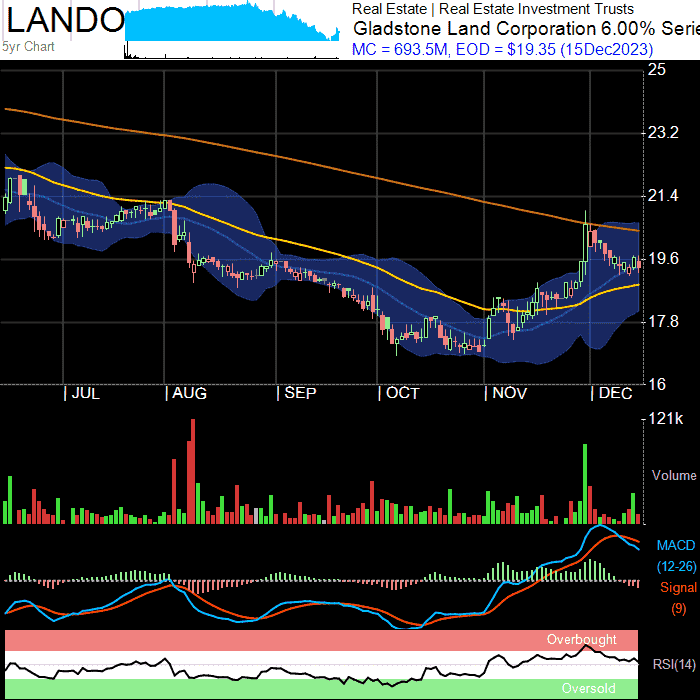 LANDO
5yr Chart
Real Estate | Real Estate Investment Trusts
Gladstone Land Corporation 6.00% Serie
MC = 693.5M, EOD = $19.35 (15Dec2023)
25
23.2
21.4
19.6
17.8
16
| JUL | AUG | SEP | OCT | NOV | DEC
121k
Volume
MACD
(12-26)
Signal
(9)
Overbought
RSI(14)
Oversold